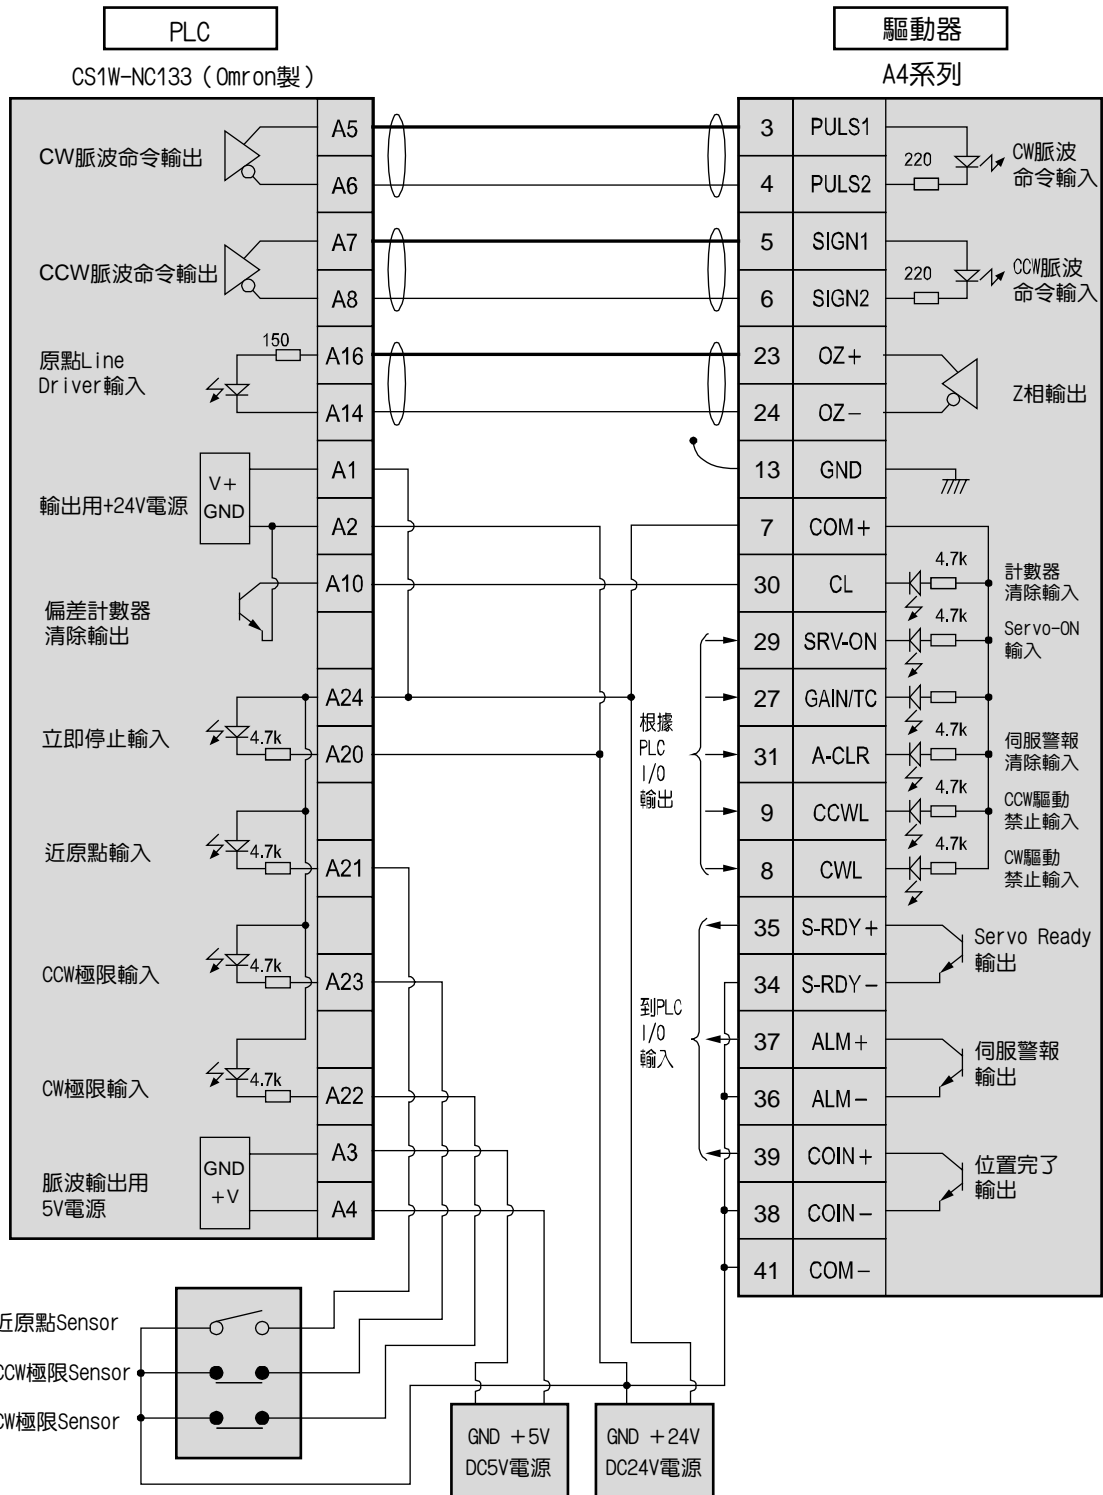 PLC
CS1W-NC133（Omron製）
驅動器
A4系列
CW脈波命令輸出
A5
A6
CCW脈波命令輸出
A7
A8
原點Line
Driver輸入
150
A16
A14
輸出用+24V電源
V+
GND
A1
A2
偏差計數器
清除輸出
A10
立即停止輸入
4.7k
A24
A20
近原點輸入
4.7k
A21
CCW極限輸入
4.7k
A23
CW極限輸入
4.7k
A22
脈波輸出用
5V電源
GND
+V
A3
A4
3 PULS1
4 PULS2
220
CW脈波
命令輸入
5 SIGN1
6 SIGN2
220
CCW脈波
命令輸入
23 OZ+
24 OZ-
Z相輸出
13 GND
7 COM+
30 CL
4.7k
計數器
清除輸入
29 SRV-ON
4.7k
Servo-ON
輸入
27 GAIN/TC
31 A-CLR
4.7k
伺服警報
清除輸入
9 CCWL
4.7k
CCW驅動
禁止輸入
8 CWL
4.7k
CW驅動
禁止輸入
根據
PLC
I/O
輸出
35 S-RDY+
34 S-RDY-
Servo Ready
輸出
37 ALM+
36 ALM-
伺服警報
輸出
39 COIN+
38 COIN-
位置完了
輸出
41 COM-
到PLC
I/O
輸入
近原點Sensor
CCW極限Sensor
CW極限Sensor
GND +5V
DC5V電源
GND +24V
DC24V電源